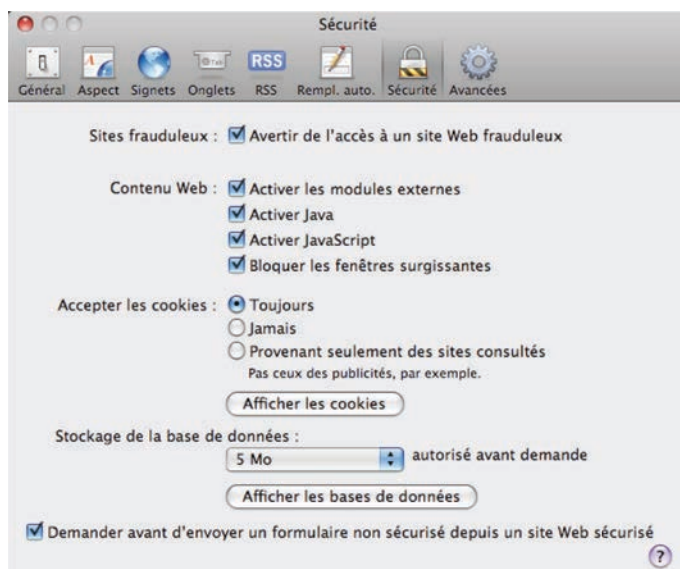 Sécurité
Général Aspect Signets Onglets RSS Rempl. auto. Sécurité Avancées
Sites frauduleux : Avertir de l'accès à un site Web frauduleux
Contenu Web : Activer les modules externes
Activer Java
Activer JavaScript
Bloquer les fenêtres surgissantes
Accepter les cookies : Toujours
Jamais
Provenant seulement des sites consultés
Pas ceux des publicités, par exemple.
Afficher les cookies
Stockage de la base de données :
5 Mo autorisé avant demande
Afficher les bases de données
Demander avant d'envoyer un formulaire non sécurisé depuis un site Web sécurisé
?